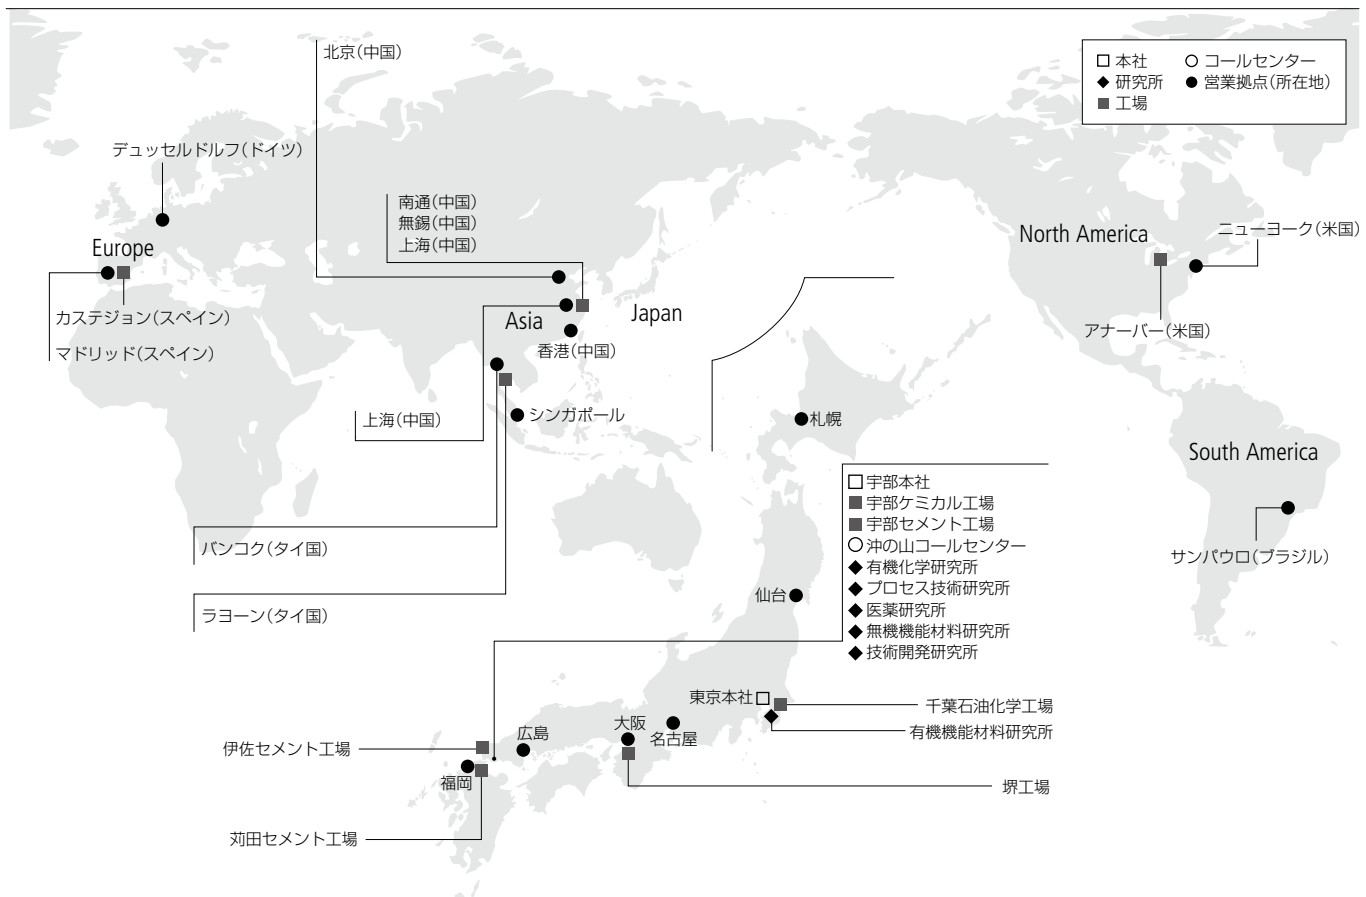 北京(中国)
□ 本社
○ コールセンター
◆ 研究所
● 営業拠点(所在地)
■ 工場
デュッセルドルフ(ドイツ)
南通(中国)
無錫(中国)
上海(中国)
Europe
North America
ニューヨーク(米国)
カステジョン(スペイン)
マドリッド(スペイン)
Asia
Japan
香港(中国)
アナーバー(米国)
上海(中国)
シンガポール
札幌
South America
□ 宇部本社
■ 宇部ケミカル工場
■ 宇部セメント工場
○ 沖の山コールセンター
◆ 有機化学研究所
◆ プロセス技術研究所
◆ 医薬研究所
◆ 無機機能材料研究所
◆ 技術開発研究所
バンコク(タイ国)
サンパウロ(ブラジル)
ラヨーン(タイ国)
仙台
東京本社
千葉石油化学工場
有機機能材料研究所
大阪
名古屋
広島
伊佐セメント工場
福岡
堺工場
苅田セメント工場